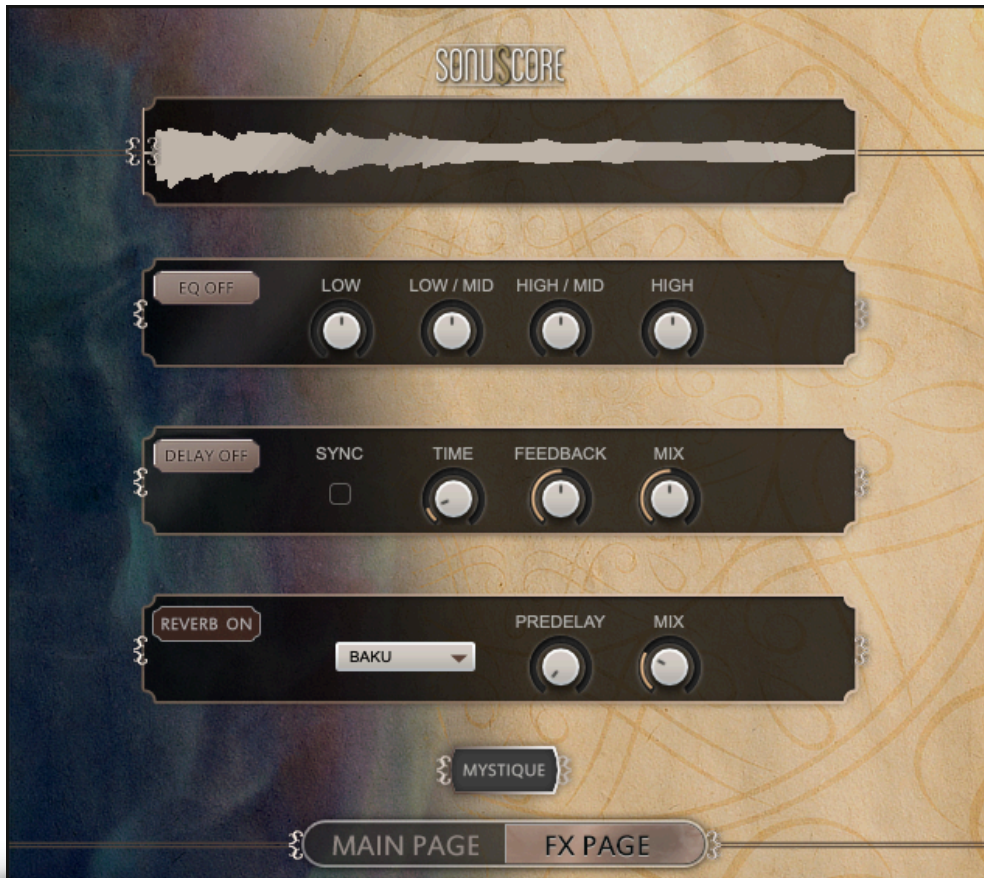 SONUSCORE
EQ OFF
LOW
LOW / MID
HIGH / MID
HIGH
DELAY OFF
SYNC
TIME
FEEDBACK
MIX
REVERB ON
BAKU
PREDELAY
MIX
MYSTIQUE
MAIN PAGE
FX PAGE